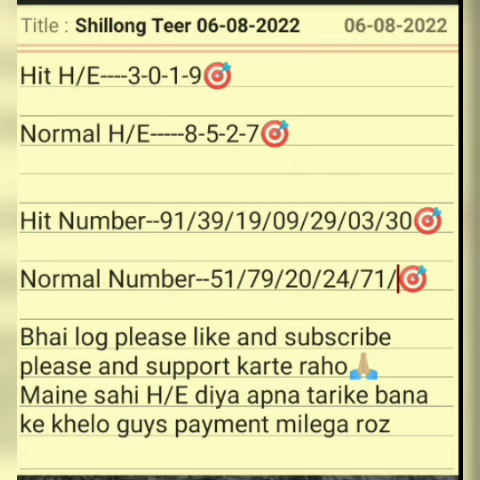 Title : Shillong Teer 06-08-2022 06-08-2022
Hit H/E----3-0-1-9🎯
Normal H/E-----8-5-2-7🎯
Hit Number--91/39/19/09/29/03/30🎯
Normal Number--51/79/20/24/71/🎯
Bhai log please like and subscribe
please and support karte raho🙏🏽
Maine sahi H/E diya apna tarike bana
ke khelo guys payment milega roz